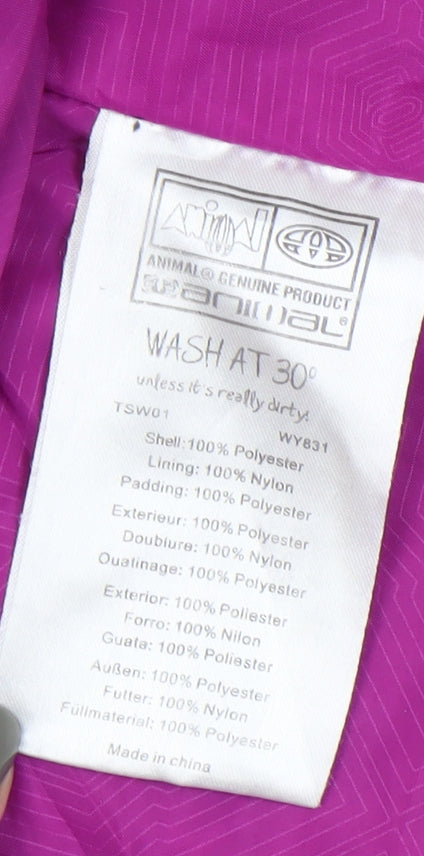 animal
ANIMAL® GENUINE PRODUCT
animal®
WASH AT 30°
unless it's really dirty!
TSW01 WY831
Shell:100% Polyester
Lining: 100% Nylon
Padding: 100% Polyester
Exterieur: 100% Polyester
Doublure: 100% Nylon
Ouatinage: 100% Polyester
Exterior: 100% Poliester
Forro: 100% Nilon
Guata: 100% Poliester
Außen: 100% Polyester
Futter: 100% Nylon
Füllmaterial: 100% Polyester
Made in china